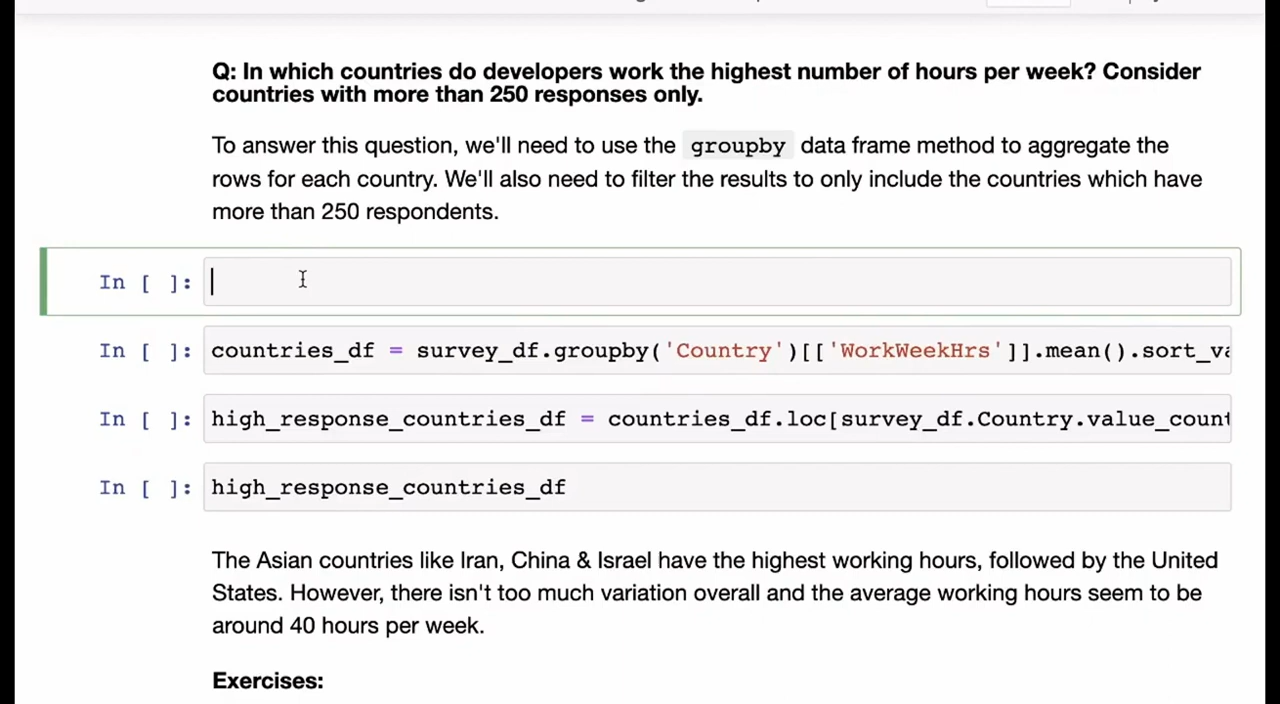 Q: In which countries do developers work the highest number of hours per week? Consider
countries with more than 250 responses only.
To answer this question, we'll need to use the groupby data frame method to aggregate the
rows for each country. We'll also need to filter the results to only include the countries which have
more than 250 respondents.
In [ ]:
In [ ]: countries_df = survey_df.groupby('Country')[['WorkWeekHrs']].mean().sort_va
In [ ]: high_response_countries_df = countries_df.loc[survey_df.Country.value_count
In [ ]: high_response_countries_df
The Asian countries like Iran, China & Israel have the highest working hours, followed by the United
States. However, there isn't too much variation overall and the average working hours seem to be
around 40 hours per week.
Exercises: